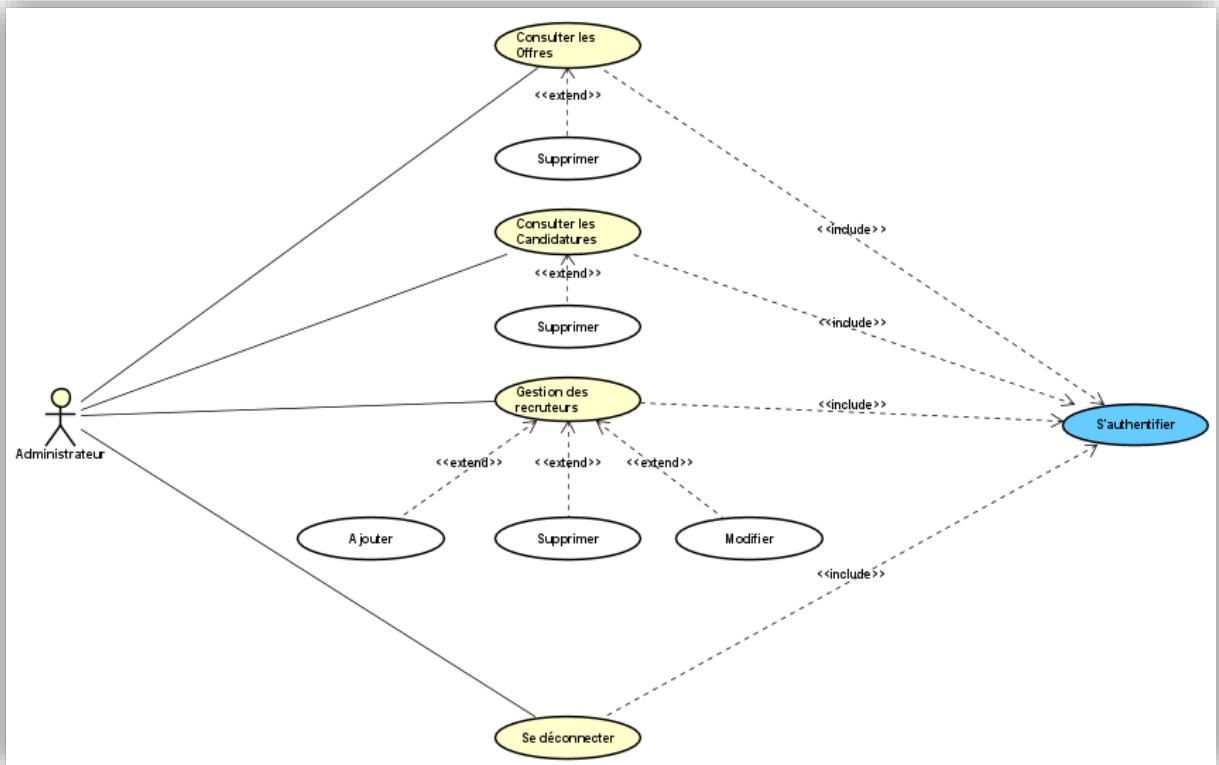 Consulter les
Offres
<<extend>>
Supprimer
Consulter les
Candidatures
<<include>>
<<extend>>
Supprimer
<<include>>
Gestion des
recruteurs
<<include>>
S'authentifier
Administrateur
<<extend>>
<<extend>>
<<extend>>
Ajouter
Supprimer
Modifier
<<include>>
Se déconnecter